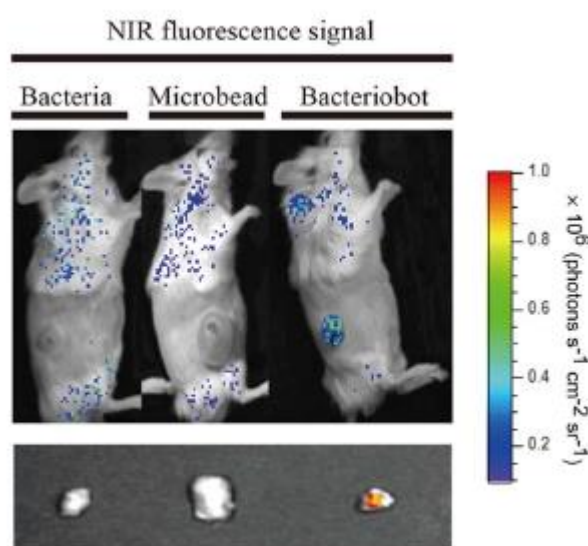 NIR fluorescence signal
Bacteria Microbead Bacteriobot
1.0
0.8
0.6
0.4
0.2
× 10⁶ (photons s⁻¹ cm⁻² sr⁻¹)